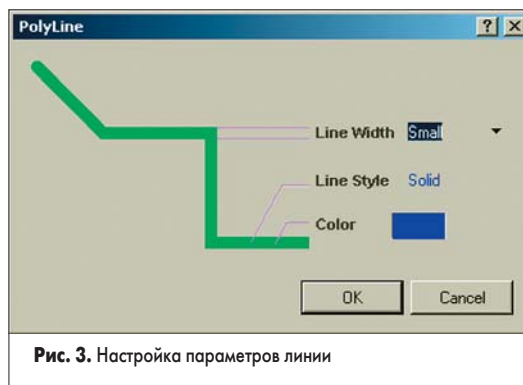 PolyLine
Line Width Small
Line Style Solid
Color
OK Cancel
Рис. 3. Настройка параметров линии